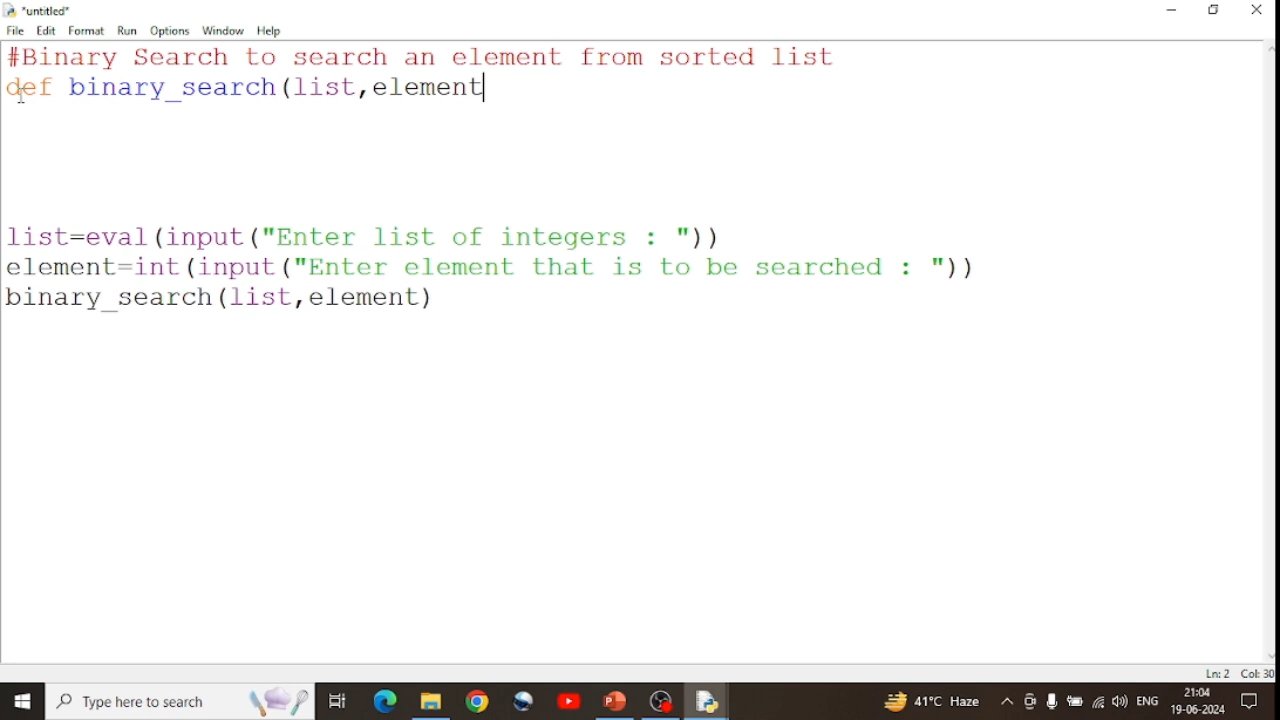 *untitled*
File Edit Format Run Options Window Help
#Binary Search to search an element from sorted list
def binary_search(list,element
list=eval(input("Enter list of integers : "))
element=int(input("Enter element that is to be searched : "))
binary_search(list,element)
Ln: 2 Col: 30
Type here to search
41°C Haze
ENG
21:04
19-06-2024